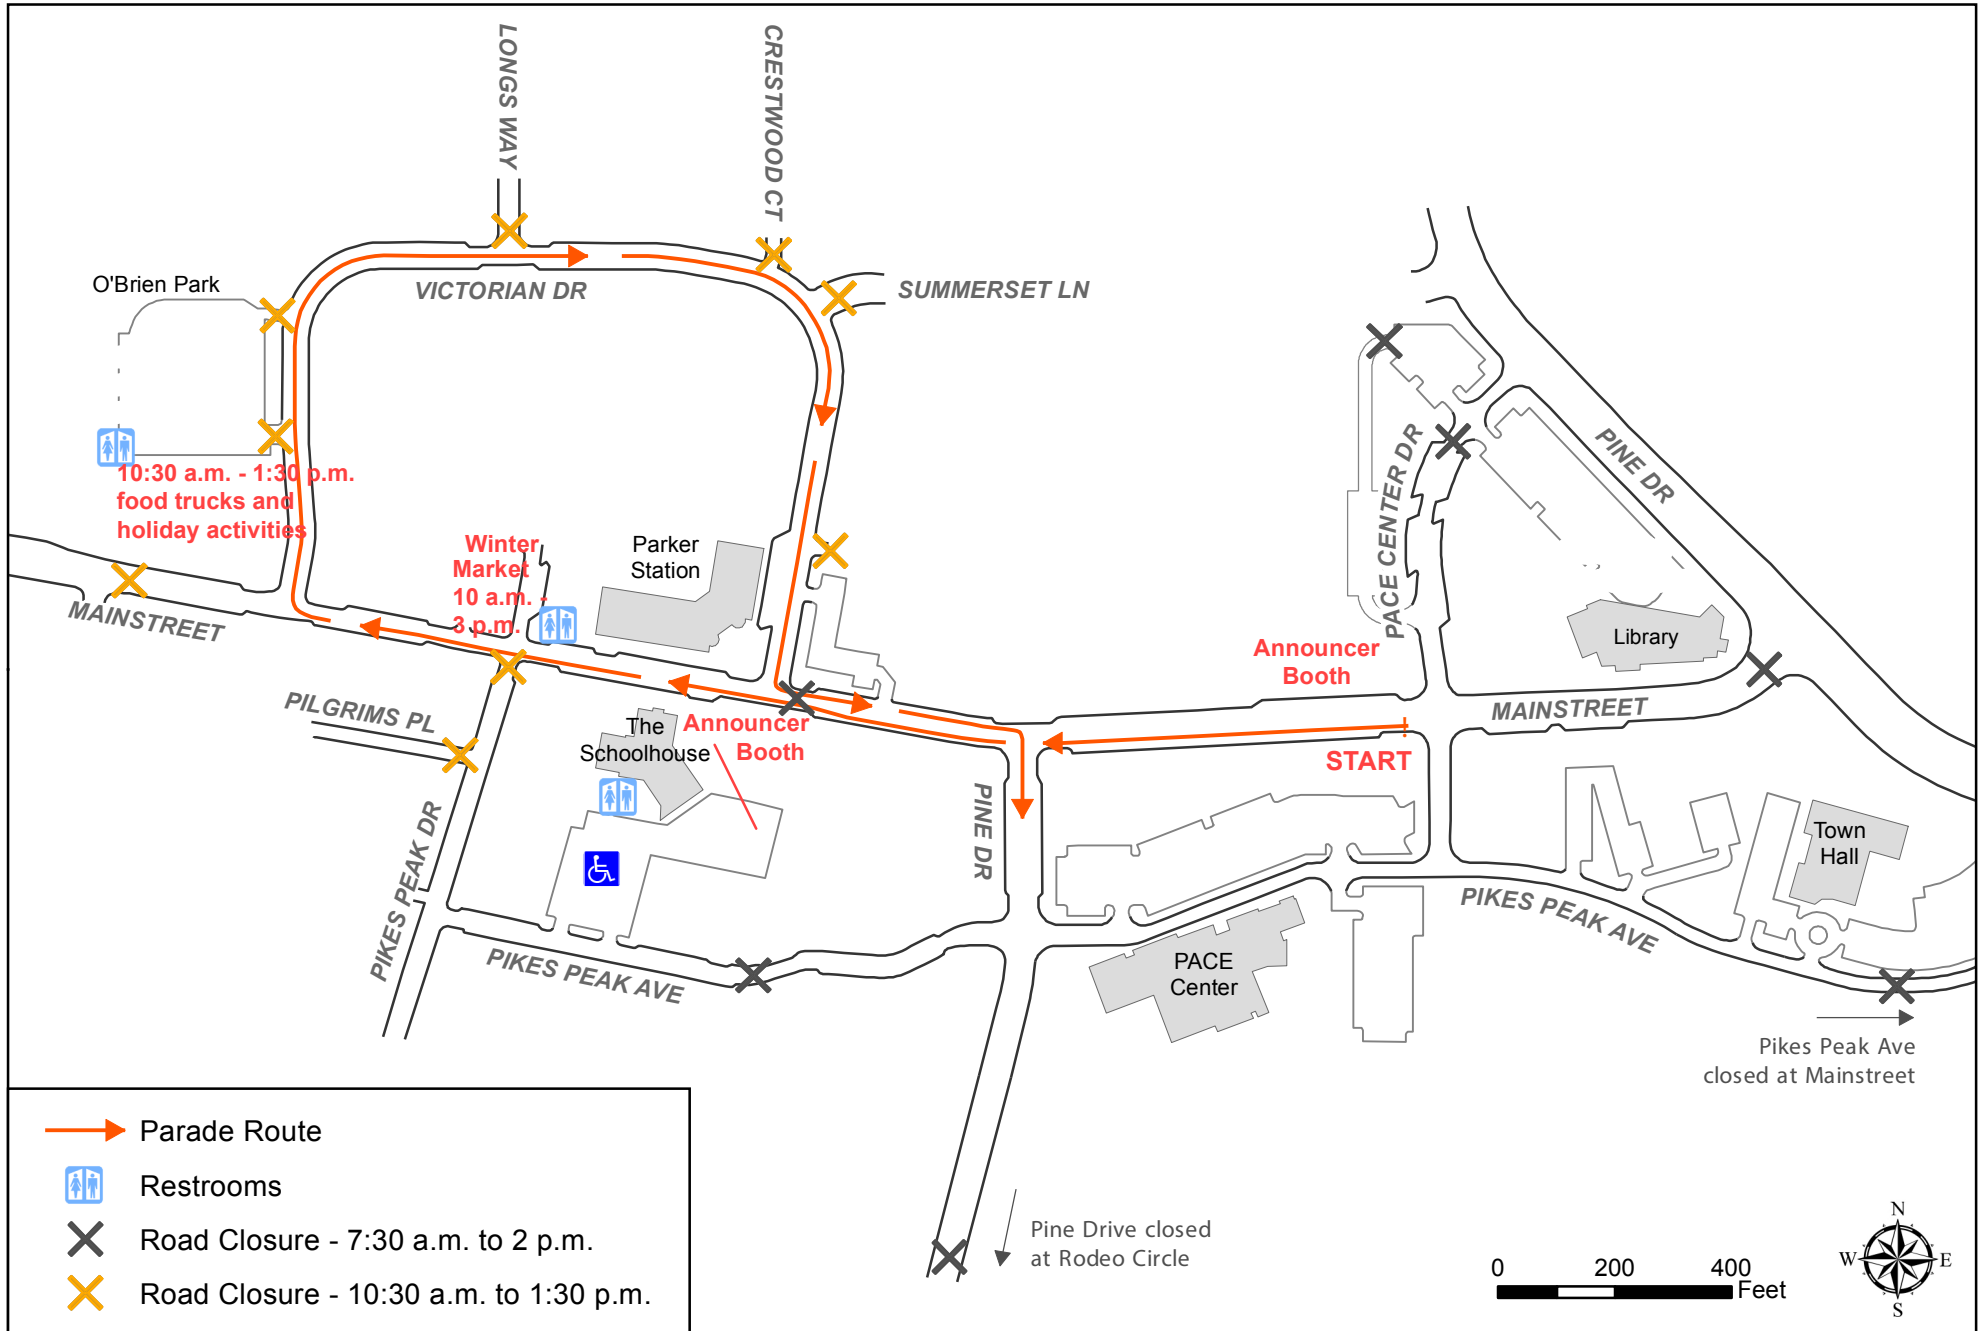 LONGS WAY
CRESTWOOD CT
O'Brien Park
VICTORIAN DR
SUMMERSET LN
PINE DR
PACE CENTER DR
10:30 a.m. - 1:30 p.m.
food trucks and
holiday activities
Winter
Market
10 a.m. -
3 p.m.
Parker
Station
MAINSTREET
Library
Announcer
Booth
MAINSTREET
START
PILGRIMS PL
The
Schoolhouse
Announcer
Booth
PINE DR
PIKES PEAK DR
Town
Hall
PIKES PEAK AVE
PIKES PEAK AVE
PACE
Center
Pikes Peak Ave
closed at Mainstreet
Parade Route
Restrooms
Road Closure - 7:30 a.m. to 2 p.m.
Road Closure - 10:30 a.m. to 1:30 p.m.
Pine Drive closed
at Rodeo Circle
0 200 400
Feet
N
W E
S